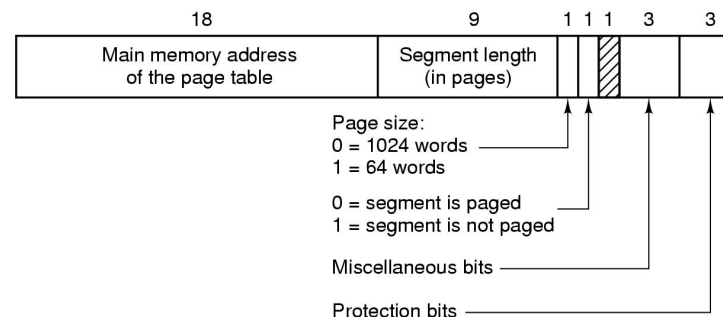 18 9 1 1 1 3 3
Main memory address
of the page table
Segment length
(in pages)
Page size:
0 = 1024 words
1 = 64 words
0 = segment is paged
1 = segment is not paged
Miscellaneous bits
Protection bits